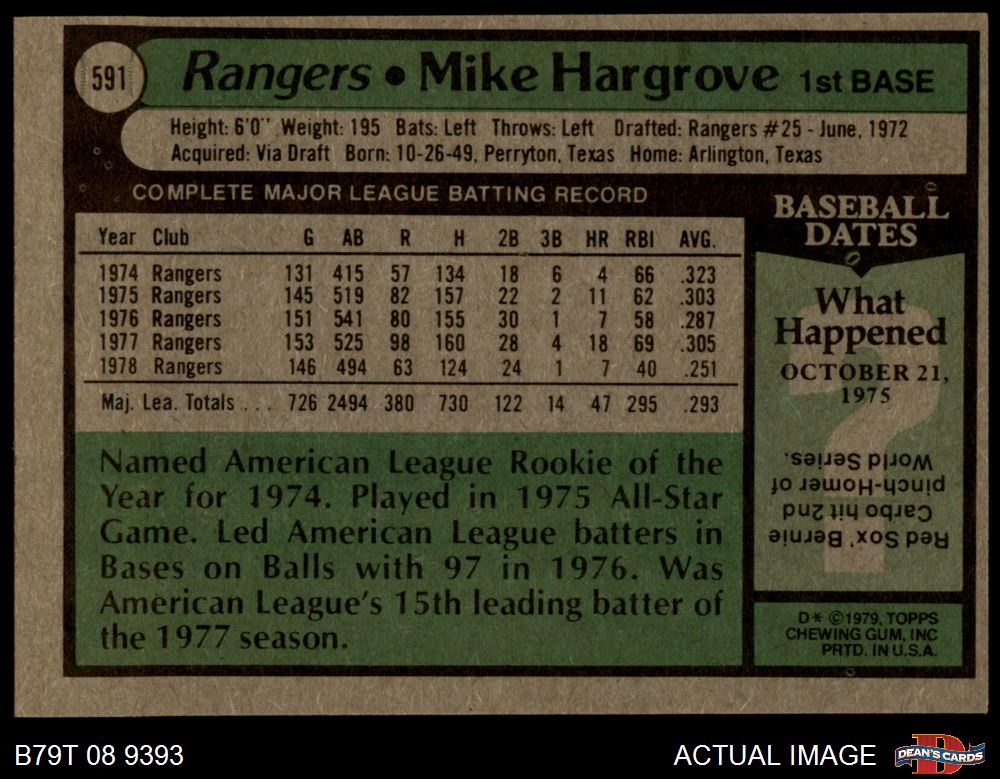 591
Rangers • Mike Hargrove 1st BASE
Height: 6'0" Weight: 195 Bats: Left Throws: Left Drafted: Rangers #25 - June, 1972
Acquired: Via Draft Born: 10-26-49, Perryton, Texas Home: Arlington, Texas
COMPLETE MAJOR LEAGUE BATTING RECORD
Year Club G AB R H 2B 3B HR RBI AVG.
1974 Rangers 131 415 57 134 18 6 4 66 .323
1975 Rangers 145 519 82 157 22 2 11 62 .303
1976 Rangers 151 541 80 155 30 1 7 58 .287
1977 Rangers 153 525 98 160 28 4 18 69 .305
1978 Rangers 146 494 63 124 24 1 7 40 .251
Maj. Lea. Totals ... 726 2494 380 730 122 14 47 295 .293
Named American League Rookie of the
Year for 1974. Played in 1975 All-Star
Game. Led American League batters in
Bases on Balls with 97 in 1976. Was
American League's 15th leading batter of
the 1977 season.
BASEBALL
DATES
What
Happened
OCTOBER 21,
1975
?
Red Sox' Bernie
Carbo hit 2nd
pinch-Homer of
World Series.
D* ©1979, TOPPS
CHEWING GUM, INC
PRTD. IN U.S.A.
B79T 08 9393
ACTUAL IMAGE
D
DEAN'S CARDS